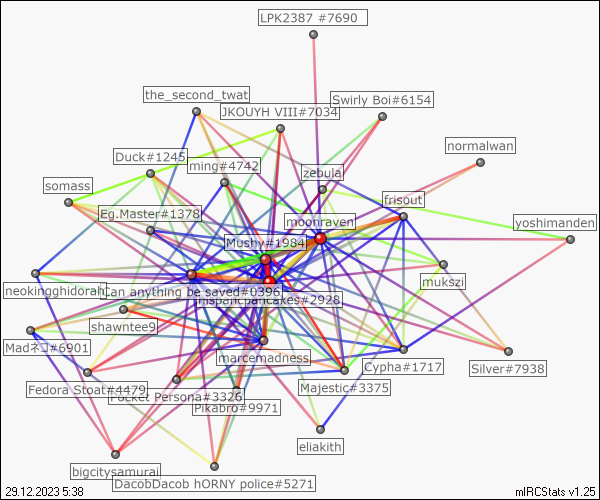 LPK2387 #7690
the_second_twat
Swirly Boi#6154
JKOUYH VIII#7034
normalwan
Duck#1245
ming#4742
zebula
somass
frisout
Eg.Master#1378
moonraven
yoshimanden
Mushy#1984
neokingghidorah
Can anything be saved#0396
mukszi
hispanicpancakes#2928
shawntee9
MadネJ#6901
marcemadness
Cypha#1717
Silver#7938
Fedora Stoat#4479
Pocket Persona#3326
Majestic#3375
Pikabro#9971
eliakith
bigcitysamurai
DacobDacob hORNY police#5271
29.12.2023 5:38
mIRCStats v1.25